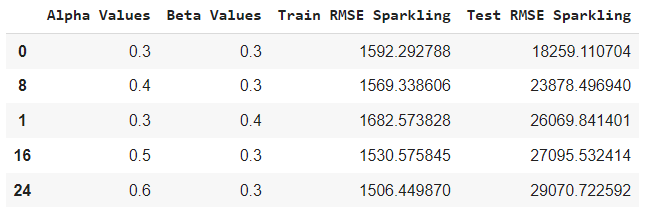 Alpha Values Beta Values Train RMSE Sparkling Test RMSE Sparkling
0 0.3 0.3 1592.292788 18259.110704
8 0.4 0.3 1569.338606 23878.496940
1 0.3 0.4 1682.573828 26069.841401
16 0.5 0.3 1530.575845 27095.532414
24 0.6 0.3 1506.449870 29070.722592